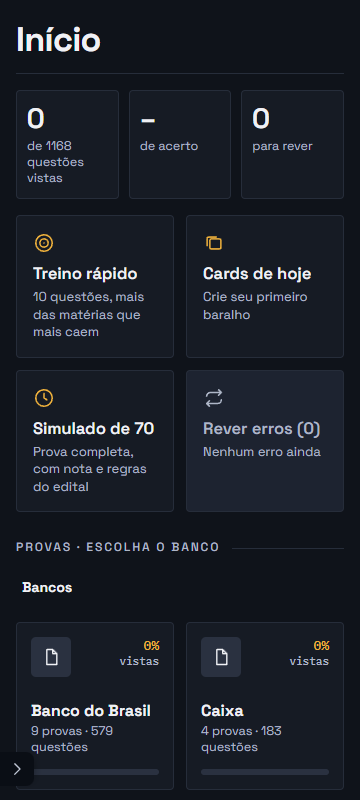 Início
0
de 1168
questões
vistas
–
de acerto
0
para rever
Treino rápido
10 questões, mais
das matérias que
mais caem
Cards de hoje
Crie seu primeiro
baralho
Simulado de 70
Prova completa,
com nota e regras
do edital
Rever erros (0)
Nenhum erro ainda
PROVAS · ESCOLHA O BANCO
Bancos
0%
vistas
Banco do Brasil
9 provas · 579
questões
0%
vistas
Caixa
4 provas · 183
questões